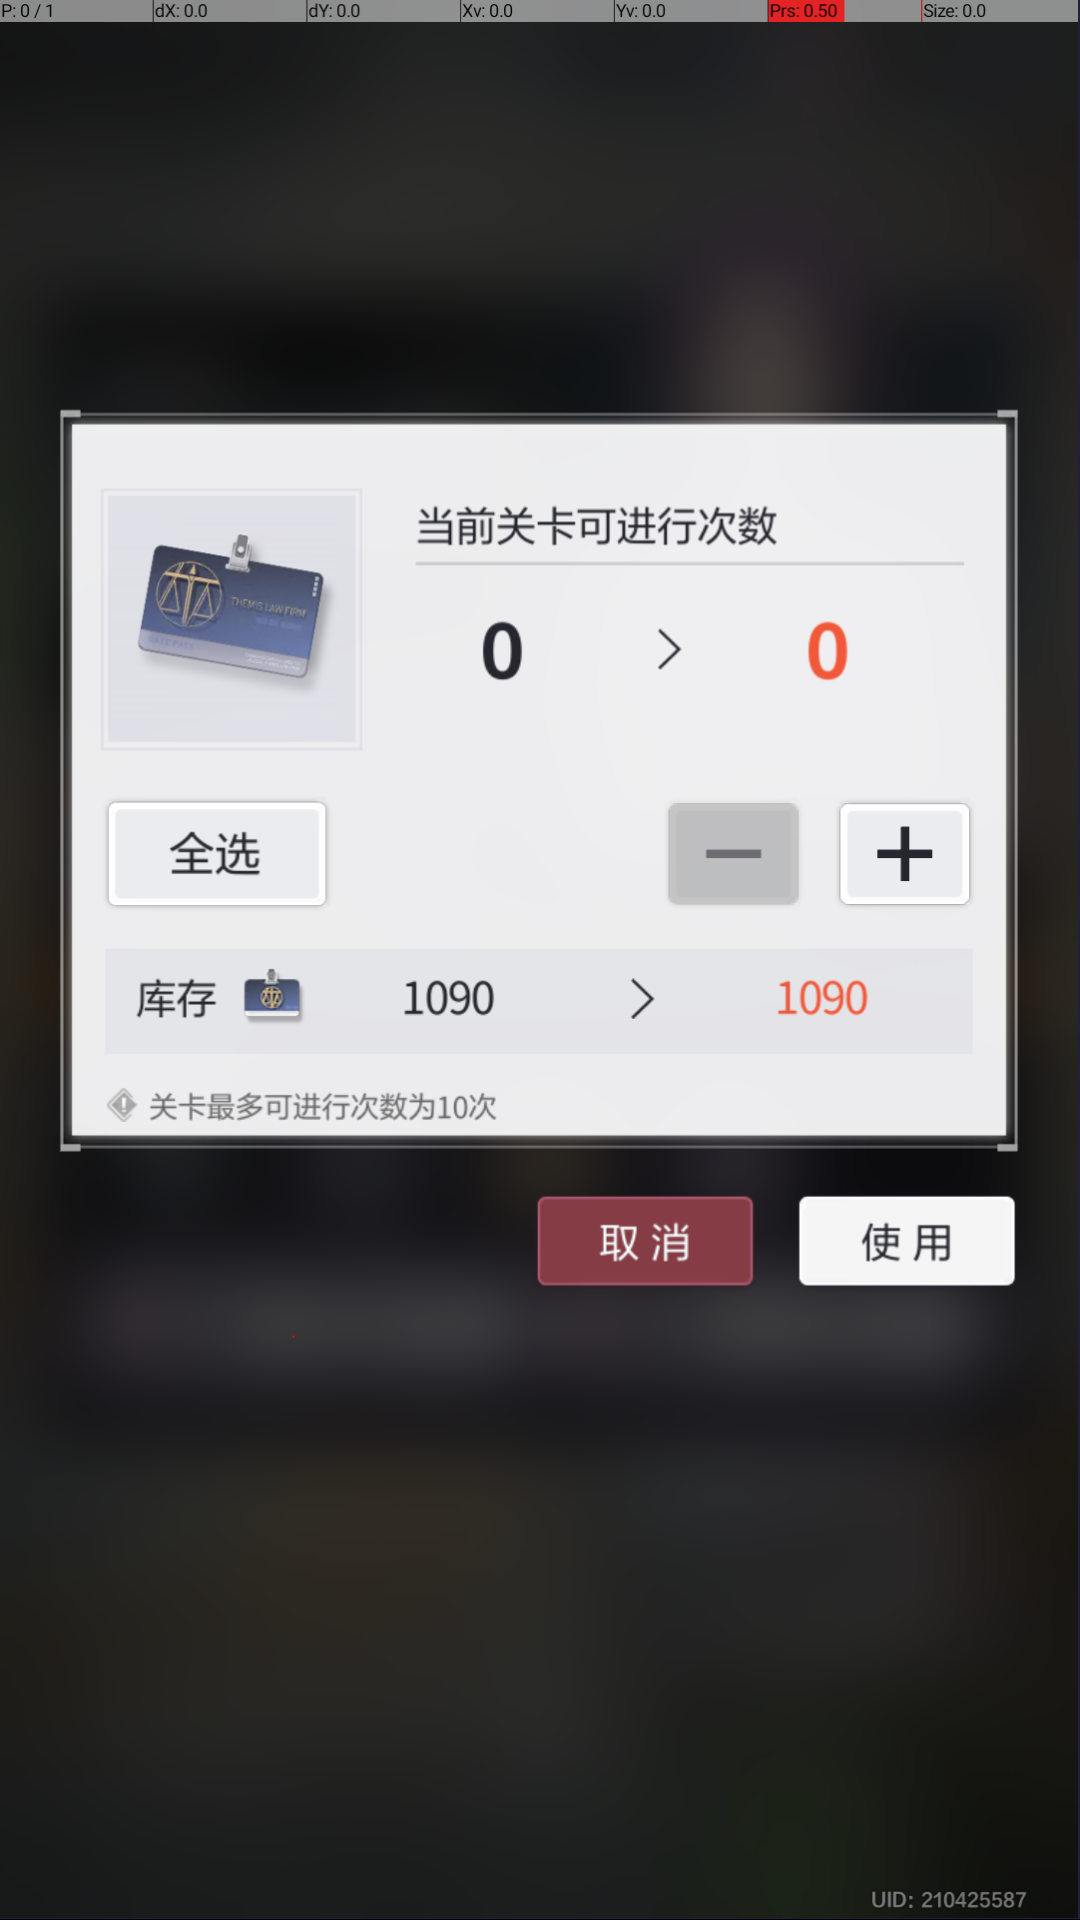 P: 0 / 1 dX: 0.0 dY: 0.0 Xv: 0.0 Yv: 0.0 Prs: 0.50 Size: 0.0
当前关卡可进行次数
THEMIS LAW FIRM
0 > 0
全选 — +
库存 1090 > 1090
关卡最多可进行次数为10次
取消 使用
UID: 210425587